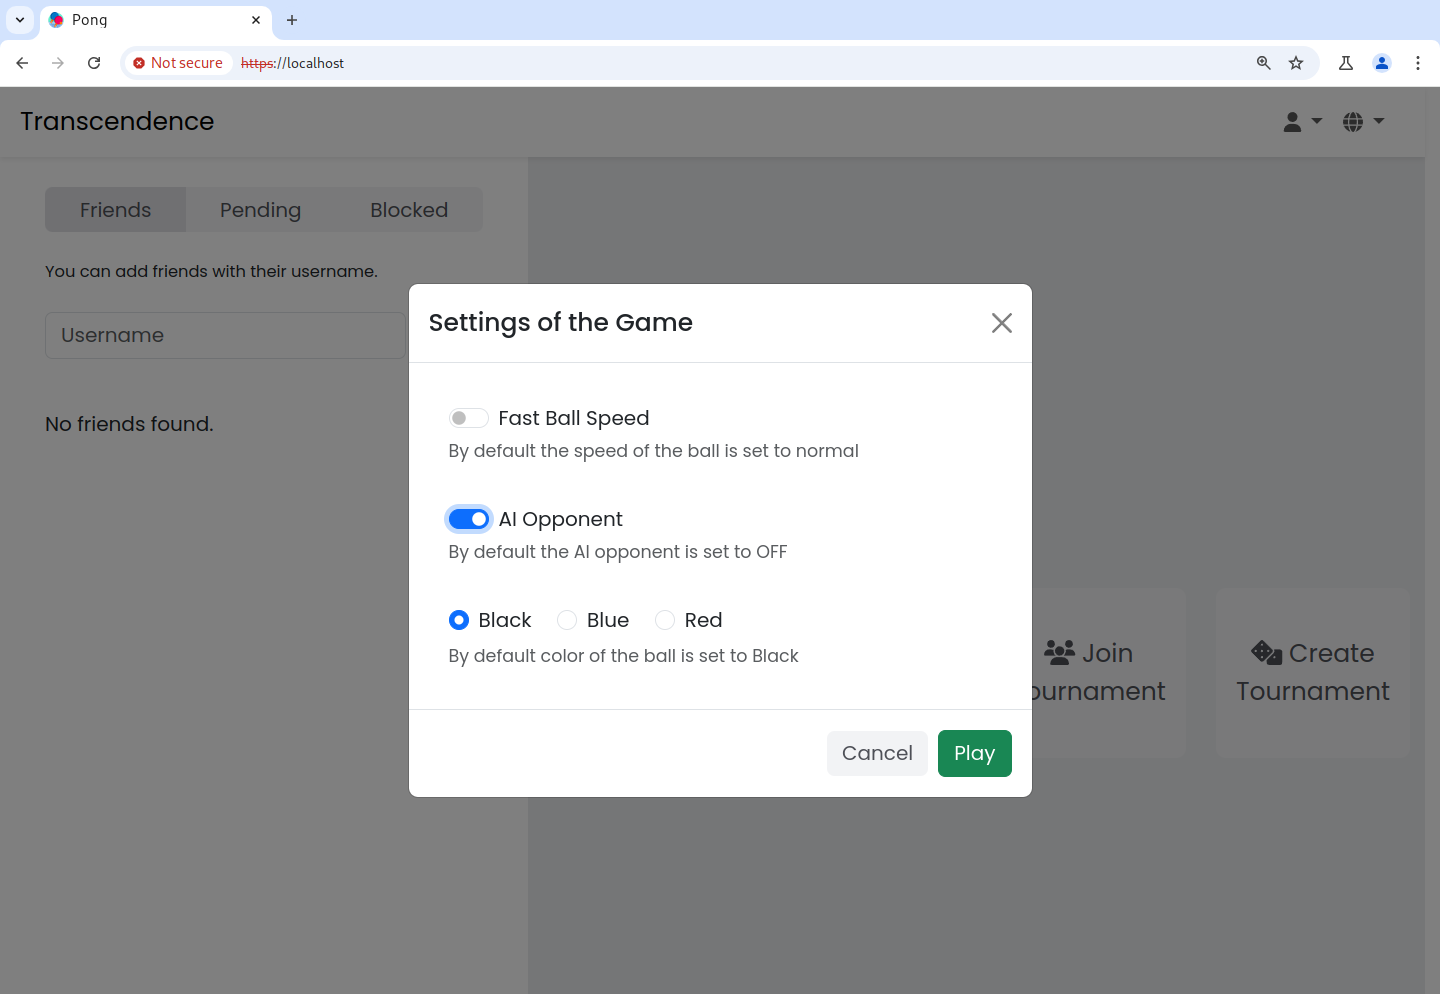 Pong
Not secure https://localhost
Transcendence
Friends Pending Blocked
You can add friends with their username.
Username
No friends found.
Settings of the Game
Fast Ball Speed
By default the speed of the ball is set to normal
AI Opponent
By default the AI opponent is set to OFF
Black Blue Red
By default color of the ball is set to Black
Cancel Play
Join
ournament
Create
Tournament